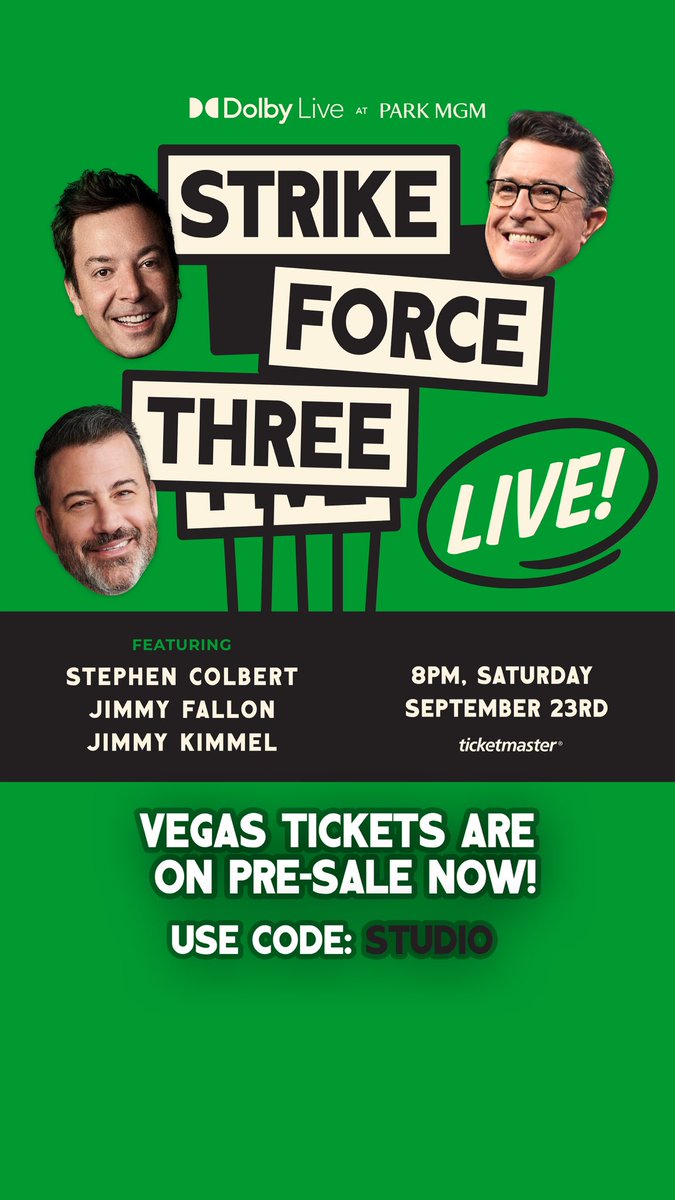 Dolby Live AT PARK MGM
STRIKE
FORCE
THREE
LIVE!
FEATURING
STEPHEN COLBERT
JIMMY FALLON
JIMMY KIMMEL
8PM, SATURDAY
SEPTEMBER 23RD
ticketmaster®
VEGAS TICKETS ARE
ON PRE-SALE NOW!
USE CODE: STUDIO